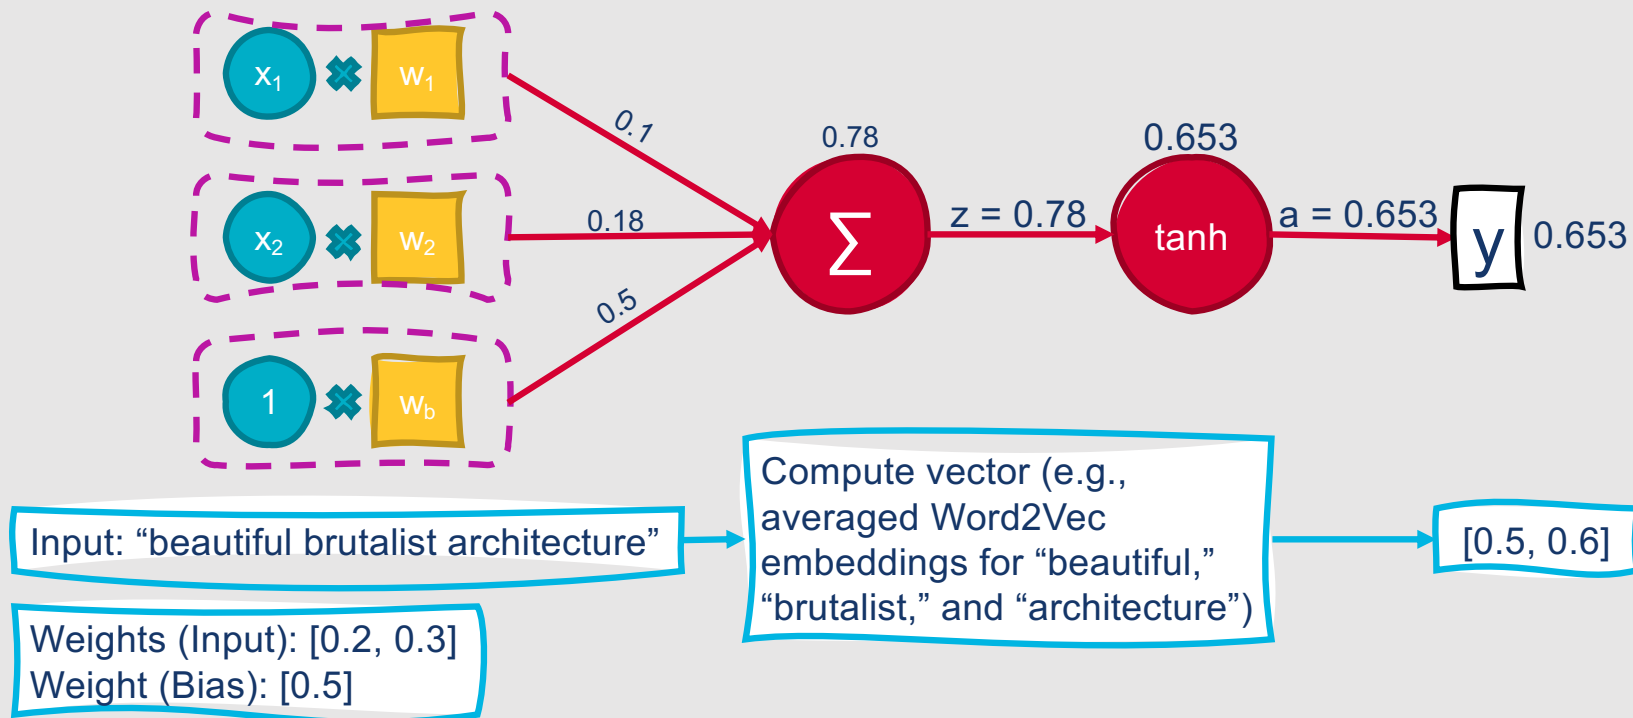 x₁ w₁
0.1
0.78
0.653
x₂ w₂
0.18
∑
z = 0.78
tanh
a = 0.653
y
0.653
0.5
1 w_b
Input: “beautiful brutalist architecture”
Compute vector (e.g.,
averaged Word2Vec
embeddings for “beautiful,”
“brutalist,” and “architecture”)
[0.5, 0.6]
Weights (Input): [0.2, 0.3]
Weight (Bias): [0.5]